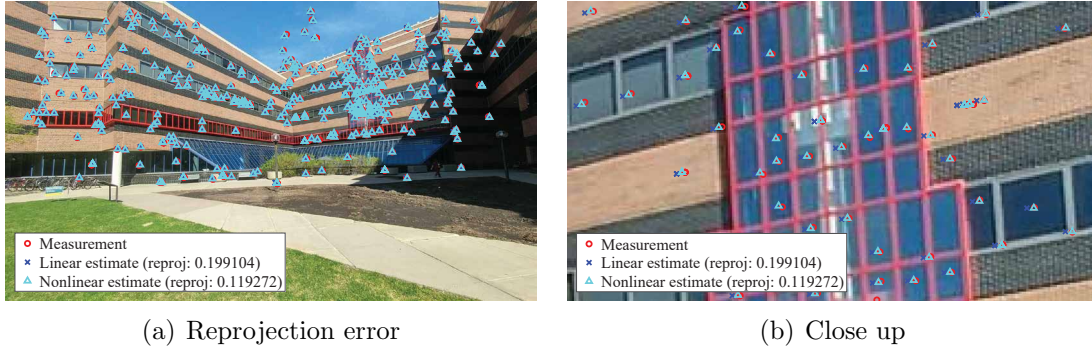 Measurement
Linear estimate (reproj: 0.199104)
Nonlinear estimate (reproj: 0.119272)
Measurement
Linear estimate (reproj: 0.199104)
Nonlinear estimate (reproj: 0.119272)
(a) Reprojection error
(b) Close up